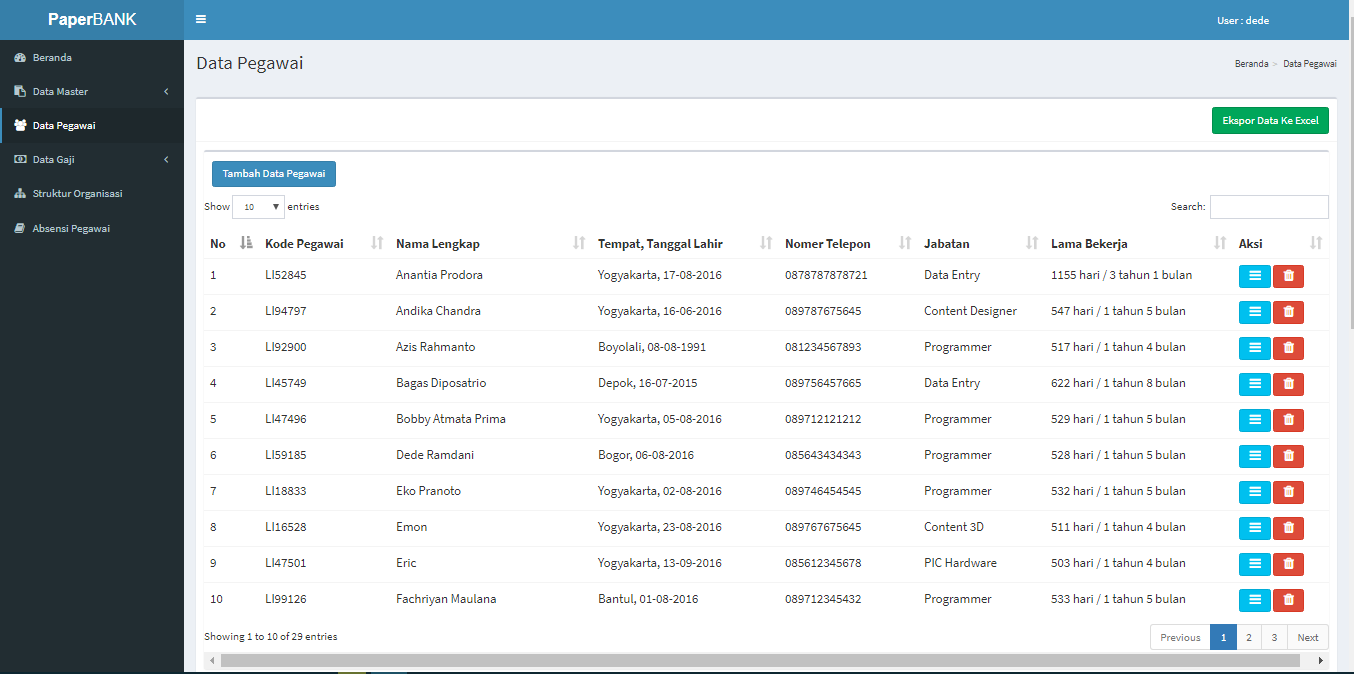 PaperBANK
User : dede
Beranda
Data Master
Data Pegawai
Data Gaji
Struktur Organisasi
Absensi Pegawai
Data Pegawai
Beranda > Data Pegawai
Ekspor Data Ke Excel
Tambah Data Pegawai
Show 10 entries
Search:
No Kode Pegawai Nama Lengkap Tempat, Tanggal Lahir Nomer Telepon Jabatan Lama Bekerja Aksi
1 LI52845 Anantia Prodora Yogyakarta, 17-08-2016 0878787878721 Data Entry 1155 hari / 3 tahun 1 bulan
2 LI94797 Andika Chandra Yogyakarta, 16-06-2016 089787675645 Content Designer 547 hari / 1 tahun 5 bulan
3 LI92900 Azis Rahmanto Boyolali, 08-08-1991 081234567893 Programmer 517 hari / 1 tahun 4 bulan
4 LI45749 Bagas Diposatrio Depok, 16-07-2015 089756457665 Data Entry 622 hari / 1 tahun 8 bulan
5 LI47496 Bobby Atmata Prima Yogyakarta, 05-08-2016 089712121212 Programmer 529 hari / 1 tahun 5 bulan
6 LI59185 Dede Ramdani Bogor, 06-08-2016 085643434343 Programmer 528 hari / 1 tahun 5 bulan
7 LI18833 Eko Pranoto Yogyakarta, 02-08-2016 089746454545 Programmer 532 hari / 1 tahun 5 bulan
8 LI16528 Emon Yogyakarta, 23-08-2016 089767675645 Content 3D 511 hari / 1 tahun 4 bulan
9 LI47501 Eric Yogyakarta, 13-09-2016 085612345678 PIC Hardware 503 hari / 1 tahun 4 bulan
10 LI99126 Fachriyan Maulana Bantul, 01-08-2016 089712345432 Programmer 533 hari / 1 tahun 5 bulan
Showing 1 to 10 of 29 entries
Previous 1 2 3 Next